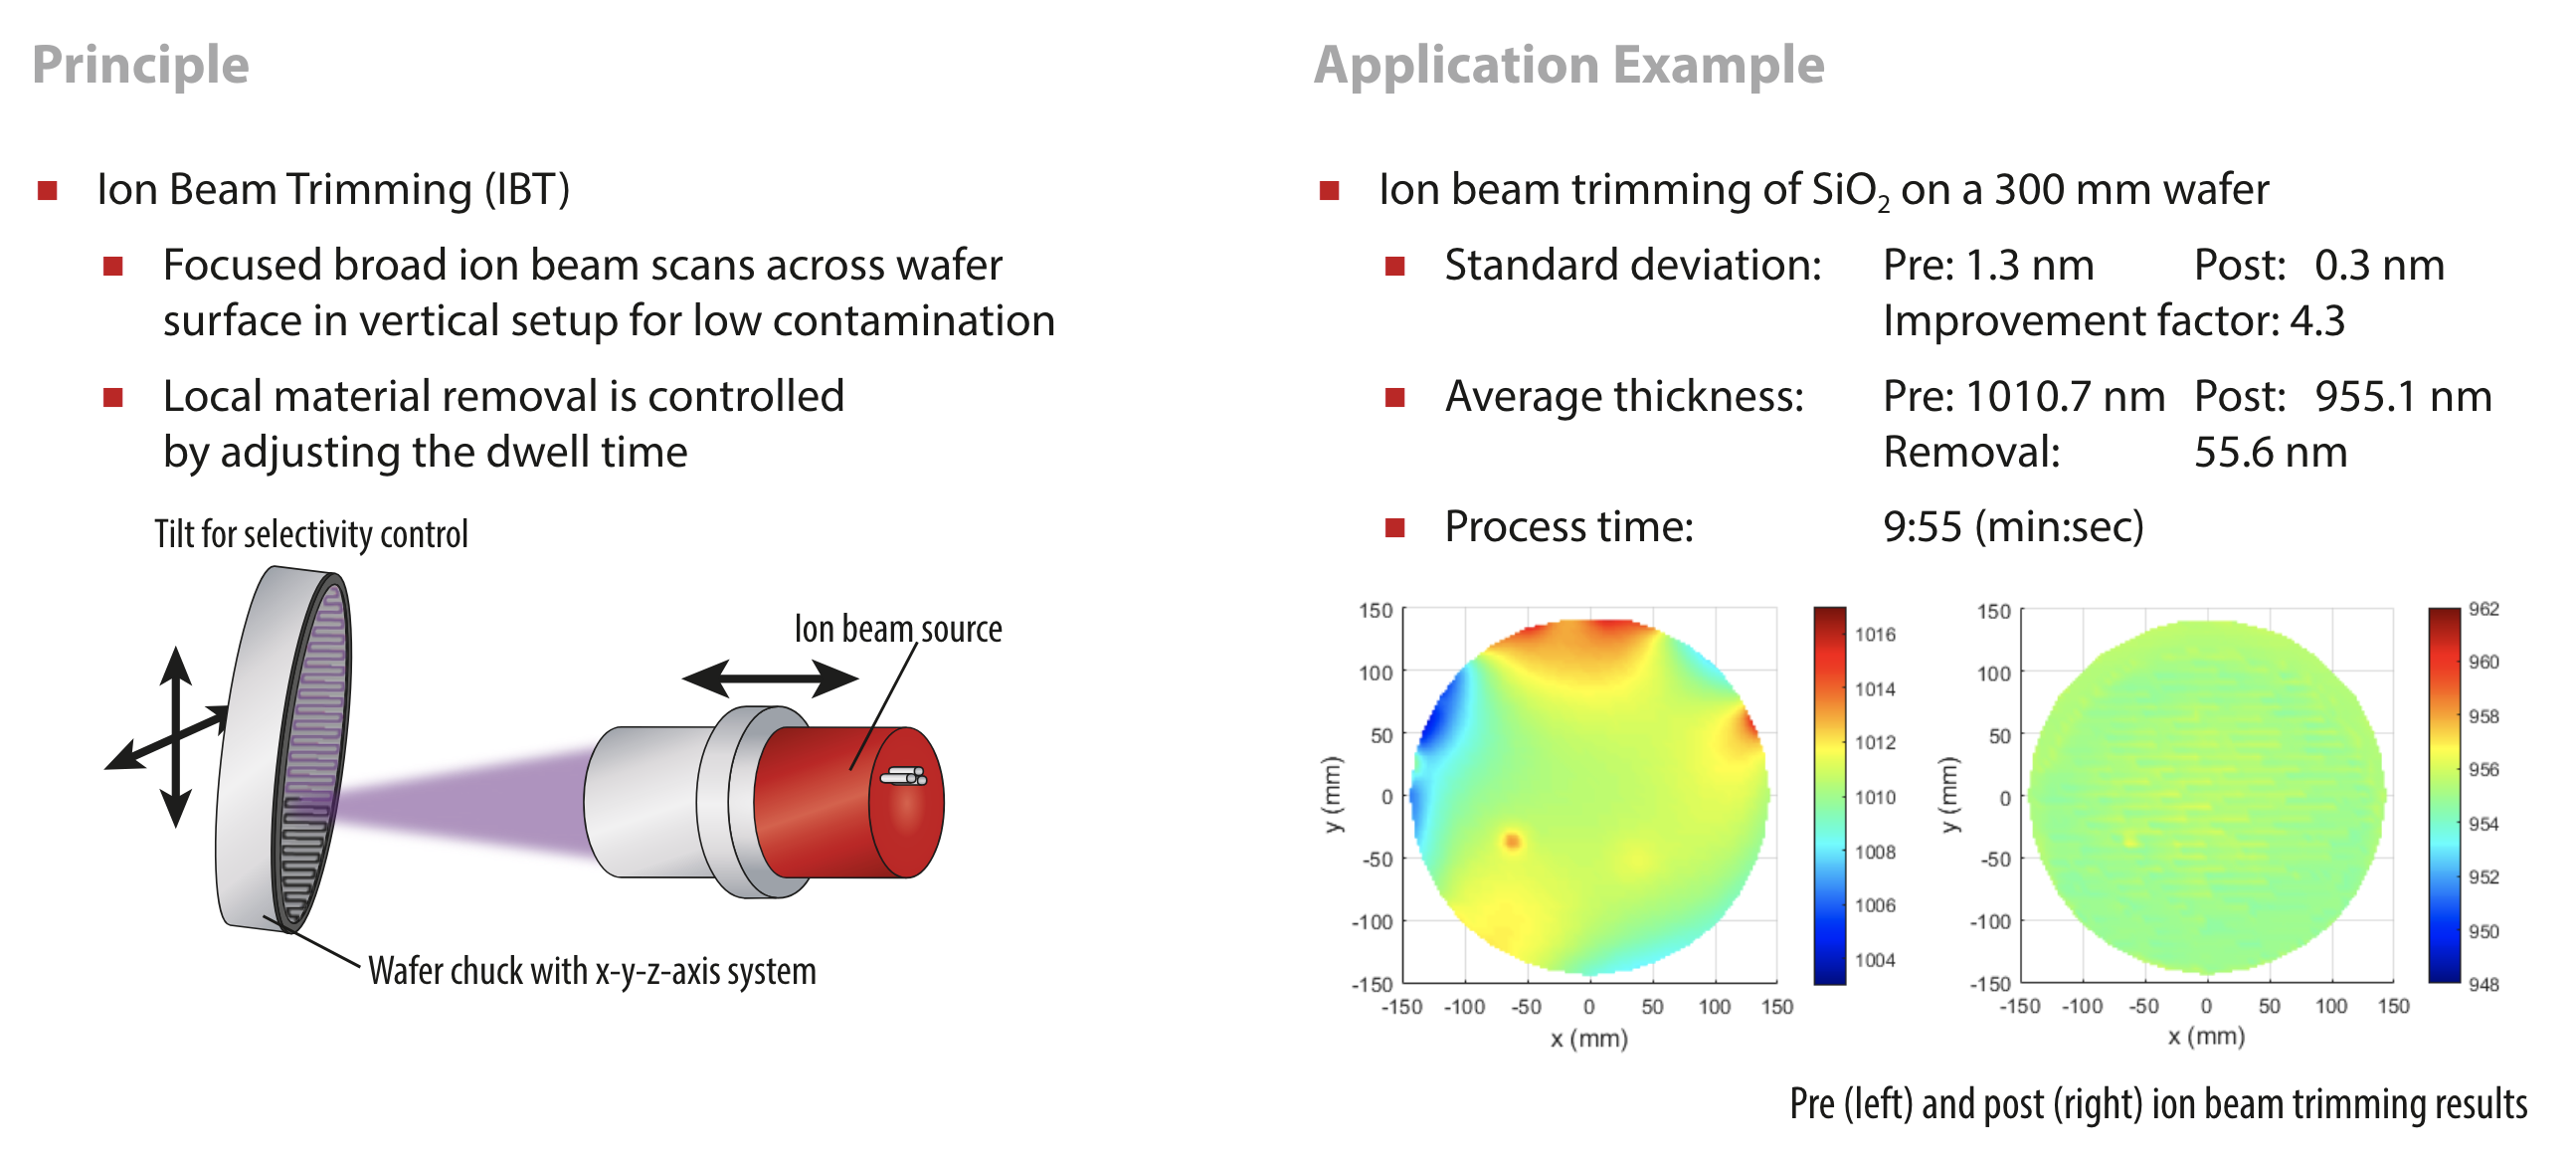 Principle
Ion Beam Trimming (IBT)
Focused broad ion beam scans across wafer
surface in vertical setup for low contamination
Local material removal is controlled
by adjusting the dwell time
Tilt for selectivity control
Ion beam source
Wafer chuck with x-y-z-axis system
Application Example
Ion beam trimming of SiO₂ on a 300 mm wafer
Standard deviation: Pre: 1.3 nm Post: 0.3 nm
Improvement factor: 4.3
Average thickness: Pre: 1010.7 nm Post: 955.1 nm
Removal: 55.6 nm
Process time: 9:55 (min:sec)
150
100
50
0
-50
-100
-150
y (mm)
-150 -100 -50 0 50 100 150
x (mm)
1016
1014
1012
1010
1008
1006
1004
150
100
50
0
-50
-100
-150
y (mm)
-150 -100 -50 0 50 100 150
x (mm)
962
960
958
956
954
952
950
948
Pre (left) and post (right) ion beam trimming results